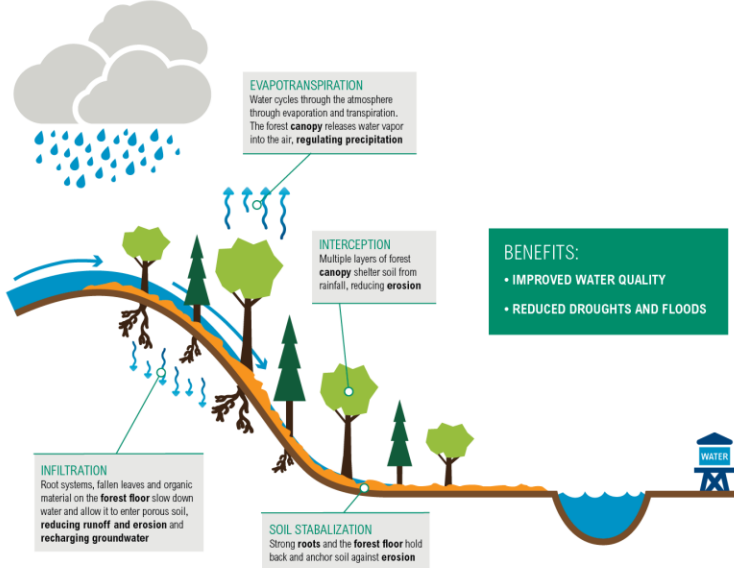 EVAPOTRANSPIRATION
Water cycles through the atmosphere
through evaporation and transpiration.
The forest canopy releases water vapor
into the air, regulating precipitation
INTERCEPTION
Multiple layers of forest
canopy shelter soil from
rainfall, reducing erosion
BENEFITS:
• IMPROVED WATER QUALITY
• REDUCED DROUGHTS AND FLOODS
WATER
INFILTRATION
Root systems, fallen leaves and organic
material on the forest floor slow down
water and allow it to enter porous soil,
reducing runoff and erosion and
recharging groundwater
SOIL STABALIZATION
Strong roots and the forest floor hold
back and anchor soil against erosion